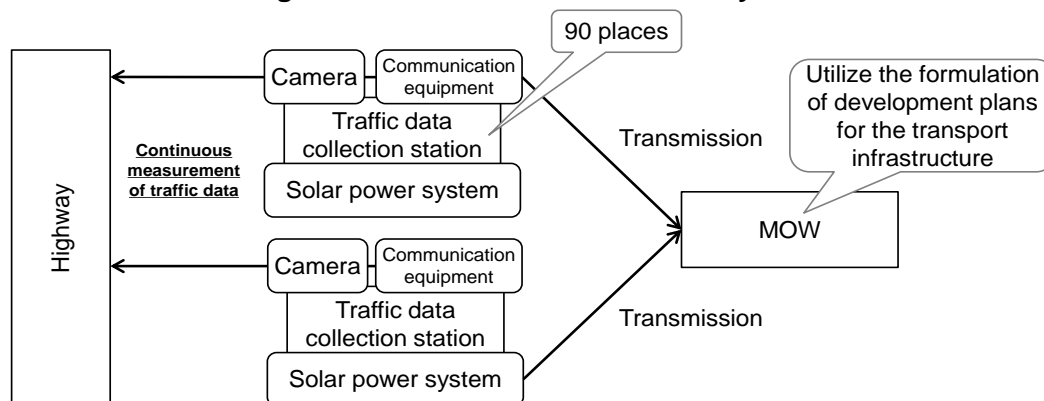 90 places
Camera
Communication
equipment
Traffic data
collection station
Solar power system
Utilize the formulation
of development plans
for the transport
infrastructure
Transmission
Continuous
measurement
of traffic data
Highway
MOW
Camera
Communication
equipment
Traffic data
collection station
Solar power system
Transmission